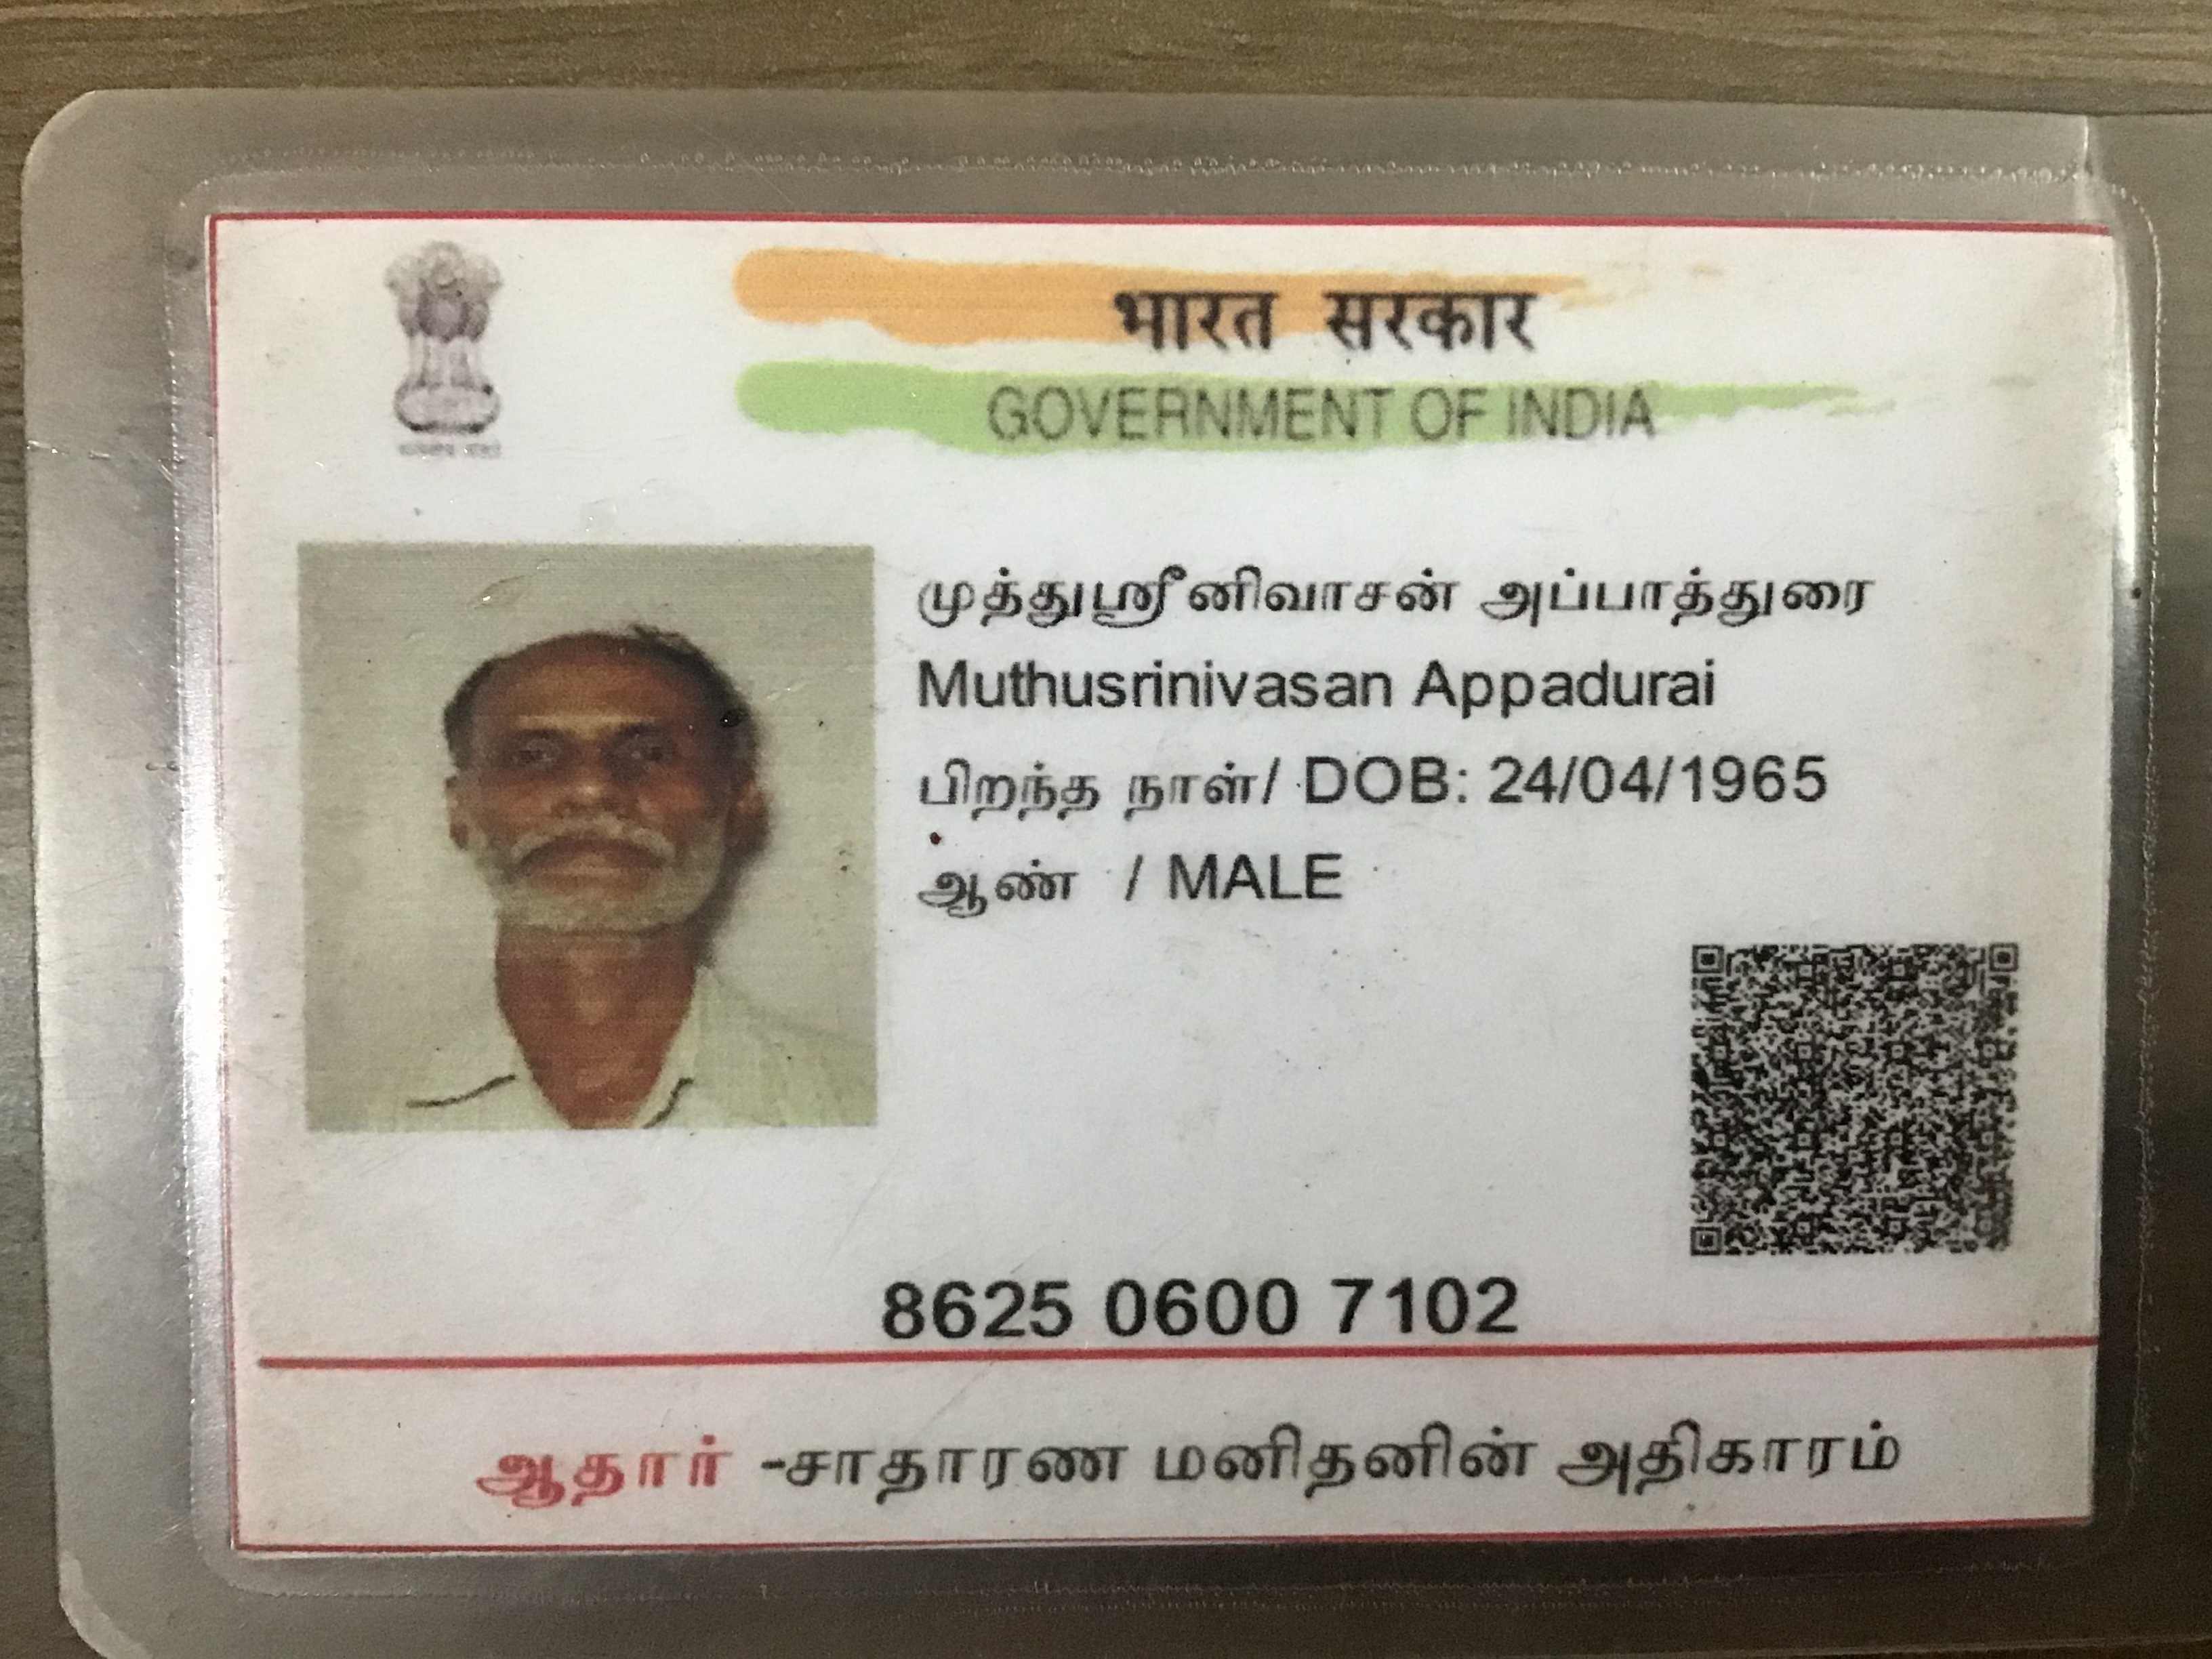 भारत सरकार
GOVERNMENT OF INDIA
முத்துஸ்ரீனிவாசன் அப்பாத்துரை
Muthusrinivasan Appadurai
பிறந்த நாள்/ DOB: 24/04/1965
ஆண் / MALE
8625 0600 7102
ஆதார் -சாதாரண மனிதனின் அதிகாரம்